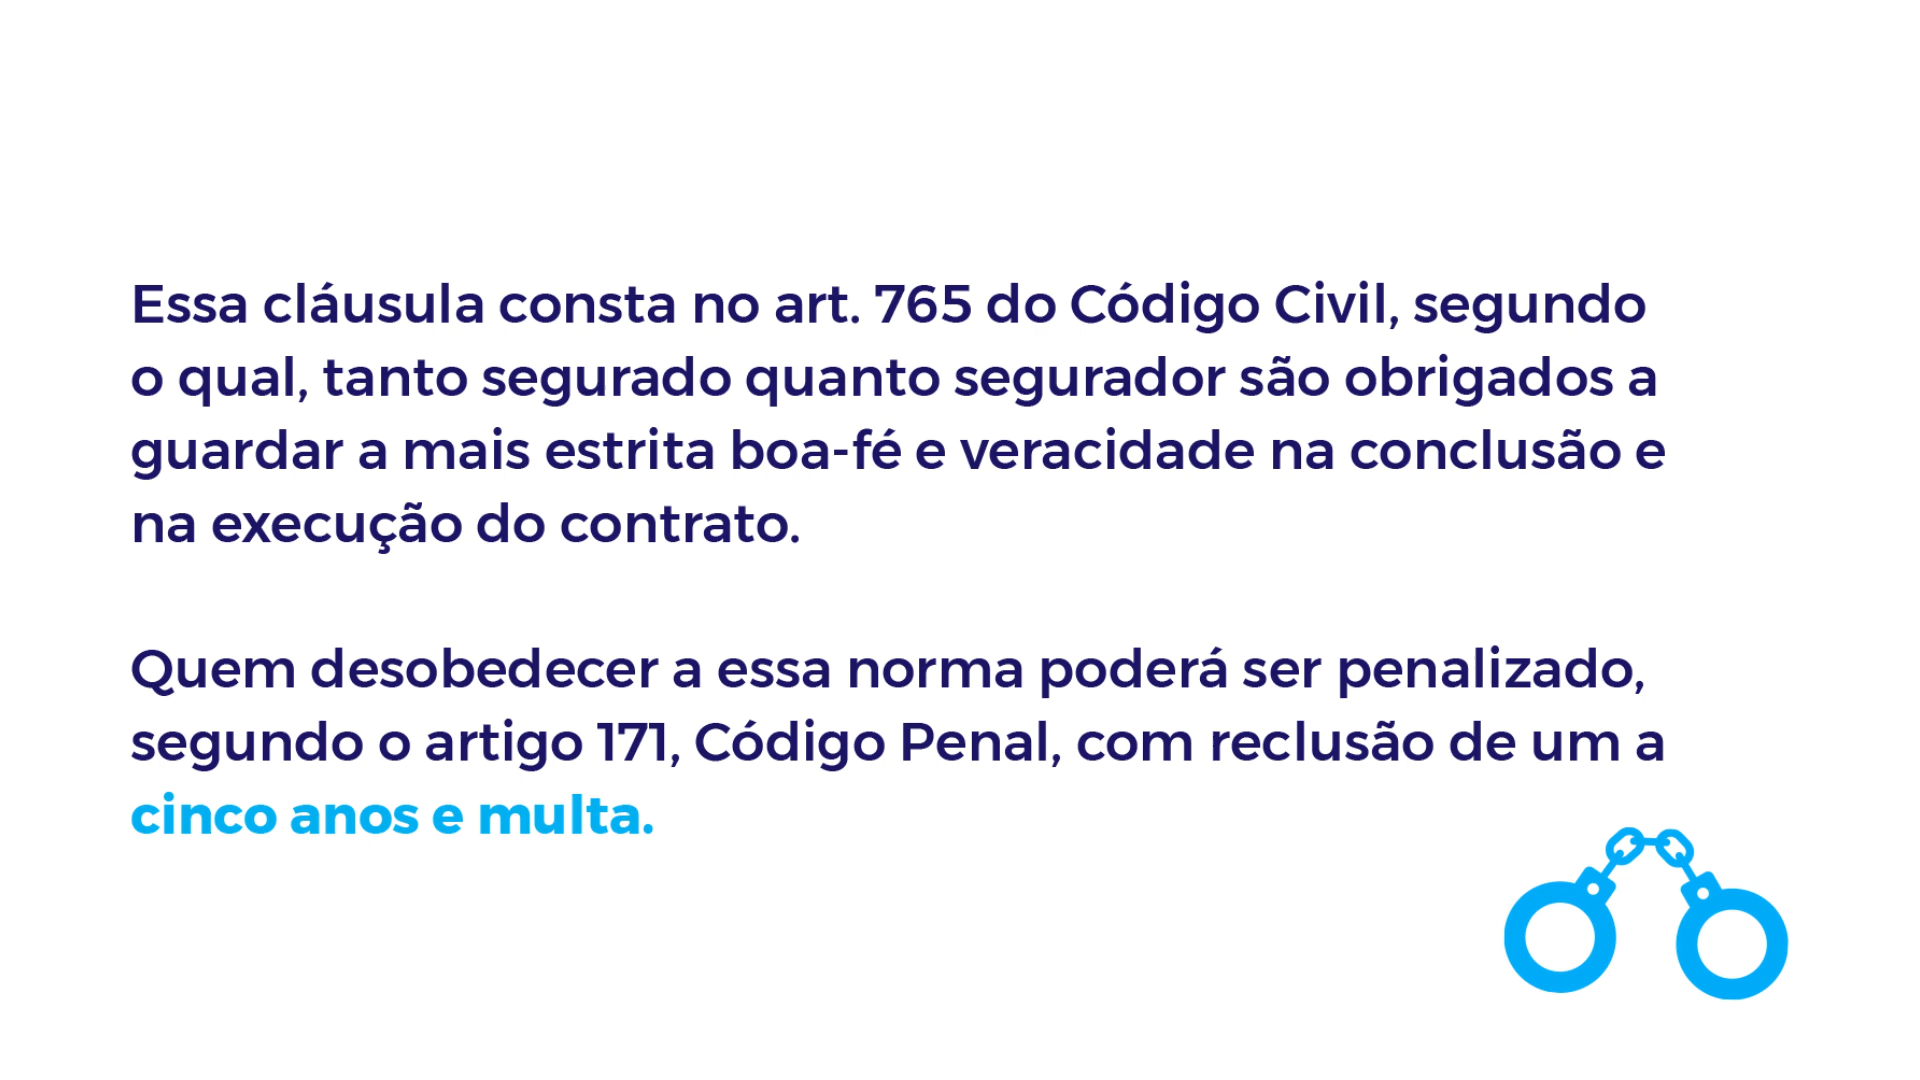 Essa cláusula consta no art. 765 do Código Civil, segundo
o qual, tanto segurado quanto segurador são obrigados a
guardar a mais estrita boa-fé e veracidade na conclusão e
na execução do contrato.
Quem desobedecer a essa norma poderá ser penalizado,
segundo o artigo 171, Código Penal, com reclusão de um a
cinco anos e multa.